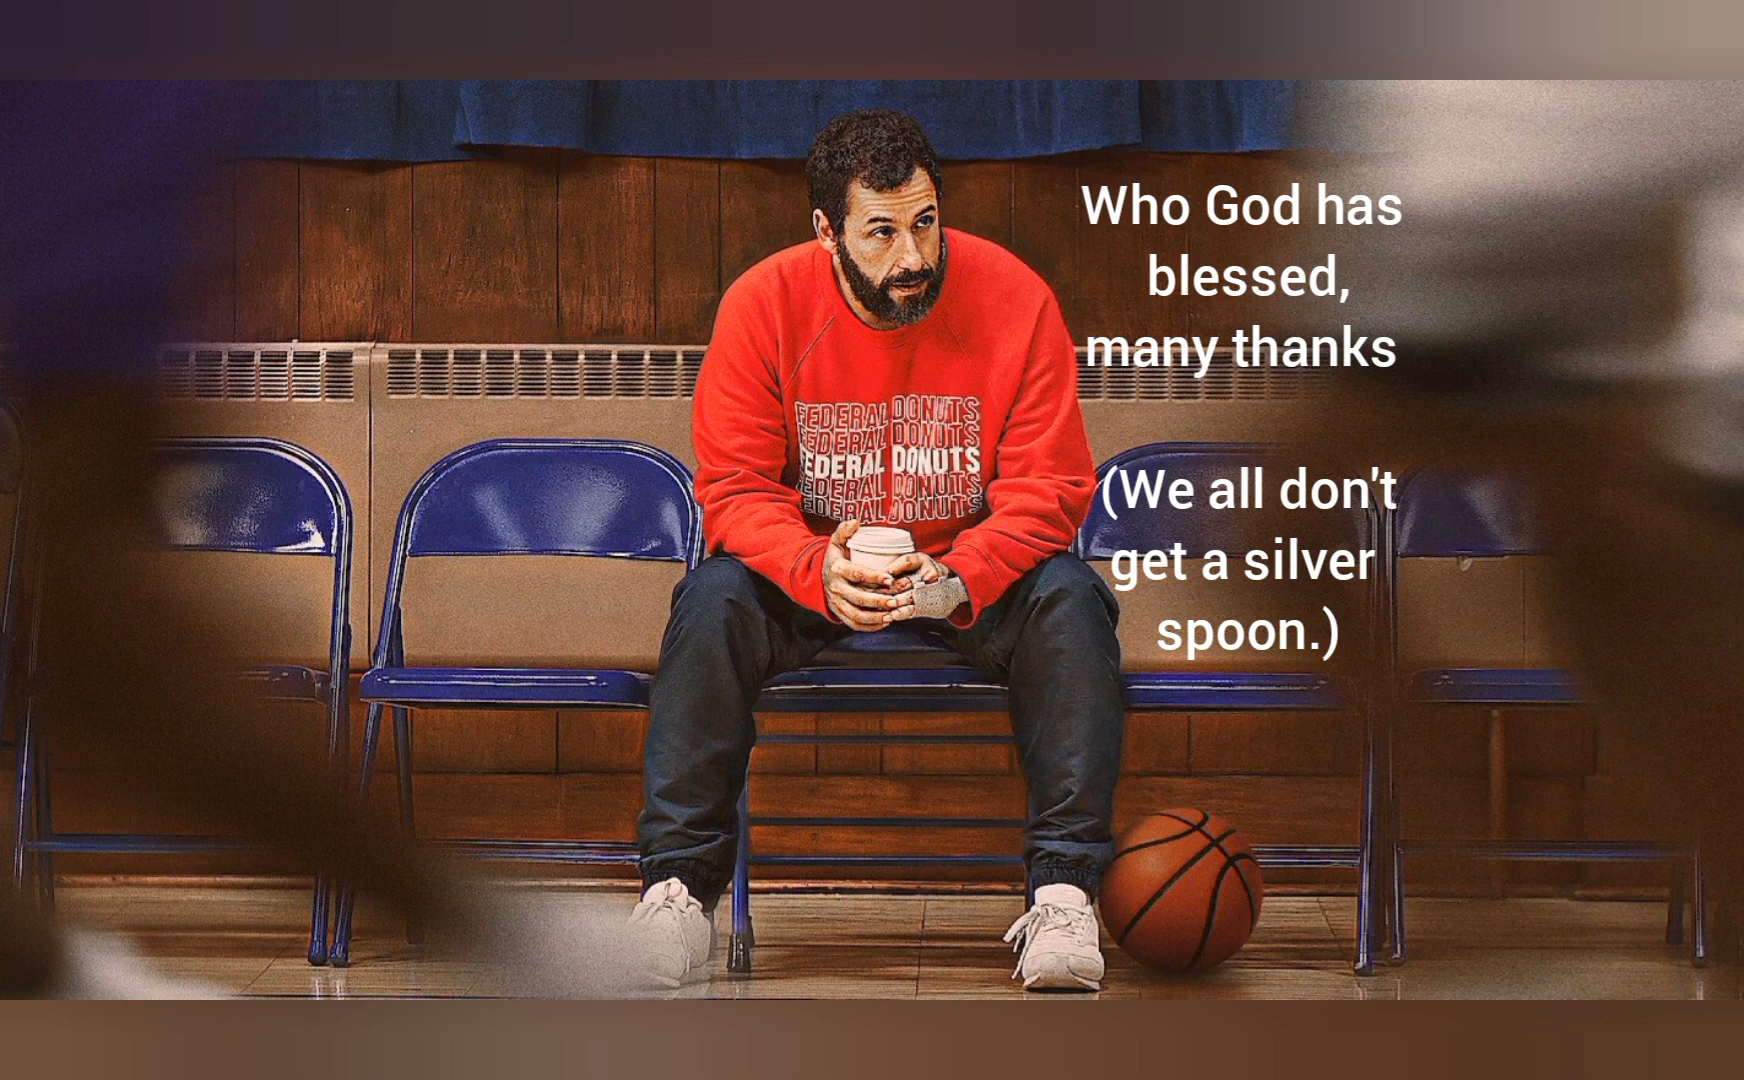 Who God has
blessed,
many thanks
(We all don't
get a silver
spoon.)
FEDERAL DONUTS
FEDERAL DONUTS
FEDERAL DONUTS
FEDERAL DONUTS
FEDERAL DONUTS